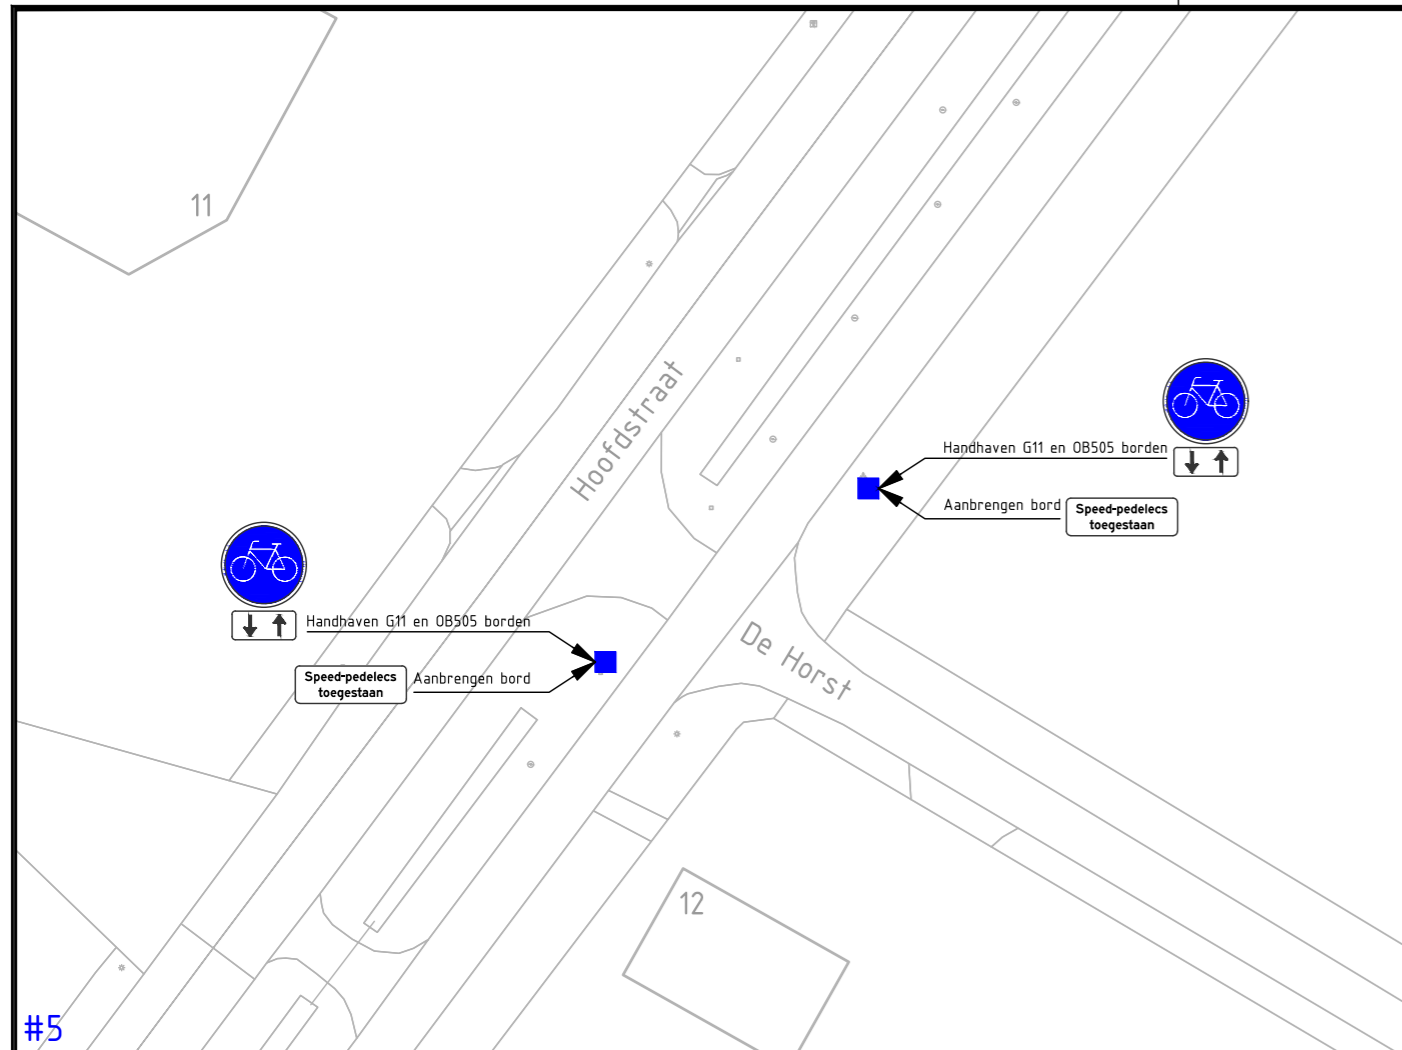 11
Hoofdstraat
Handhaven G11 en OB505 borden
Aanbrengen bord
Speed-pedelecs
toegestaan
Handhaven G11 en OB505 borden
Speed-pedelecs
toegestaan
Aanbrengen bord
De Horst
12
#5